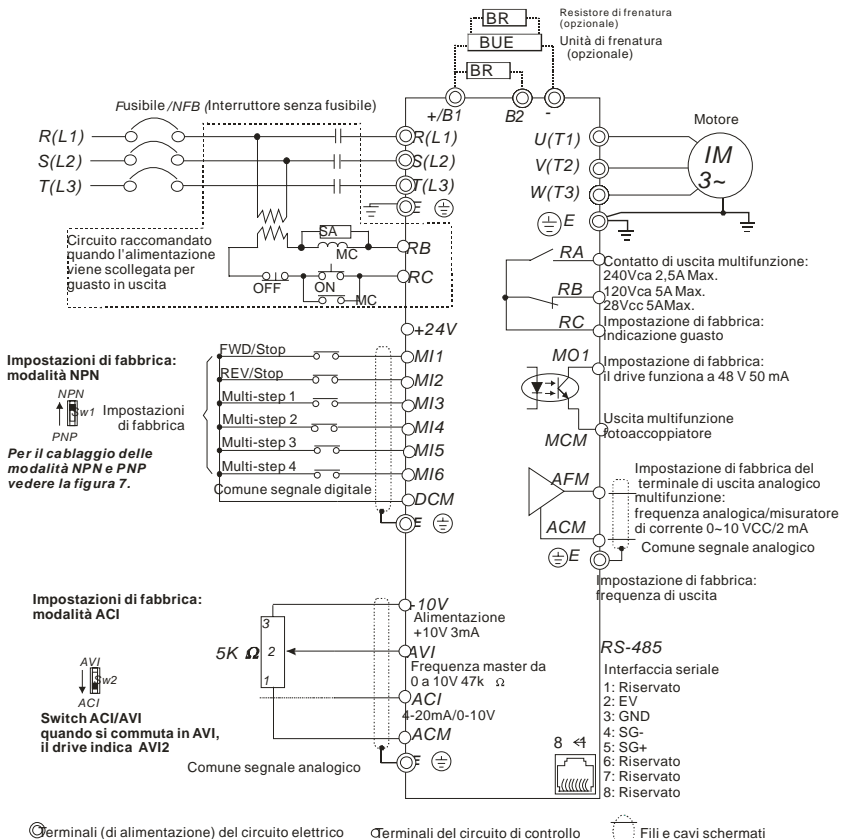 BR
Resistore di frenatura
(opzionale)
BUE
Unità di frenatura
(opzionale)
BR
Fusibile/NFB (Interruttore senza fusibile)
+/B1
B2
-
Motore
R(L1)
R(L1)
U(T1)
S(L2)
S(L2)
V(T2)
IM
3~
T(L3)
T(L3)
W(T3)
E
E
Circuito raccomandato
quando l'alimentazione
viene scollegata per
guasto in uscita
SA
MC
RB
OFF
ON
MC
RC
RA
Contatto di uscita multifunzione:
240Vca 2,5A Max.
RB
120Vca 5A Max.
28Vcc 5AMax.
RC
Impostazione di fabbrica:
Indicazione guasto
+24V
Impostazioni di fabbrica:
modalità NPN
NPN
Sw1
PNP
Impostazioni
di fabbrica
Per il cablaggio delle
modalità NPN e PNP
vedere la figura 7.
FWD/Stop
MI1
REV/Stop
MI2
Multi-step 1
MI3
Multi-step 2
MI4
Multi-step 3
MI5
Multi-step 4
MI6
Comune segnale digitale
DCM
E
MO1
Impostazione di fabbrica:
il drive funziona a 48 V 50 mA
Uscita multifunzione
fotoaccoppiatore
MCM
AFM
Impostazione di fabbrica del
terminale di uscita analogico
multifunzione:
frequenza analogica/misuratore
di corrente 0~10 VCC/2 mA
ACM
Comune segnale analogico
E
Impostazione di fabbrica:
frequenza di uscita
Impostazioni di fabbrica:
modalità ACI
AVI
Sw2
ACI
Switch ACI/AVI
quando si commuta in AVI,
il drive indica AVI2
5K Ω
3
2
1
+10V
Alimentazione
+10V 3mA
AVI
Frequenza master da
0 a 10V 47k Ω
ACI
4-20mA/0-10V
ACM
E
Comune segnale analogico
RS-485
Interfaccia seriale
1: Riservato
2: EV
3: GND
4: SG-
5: SG+
6: Riservato
7: Riservato
8: Riservato
8 ←1
Terminali (di alimentazione) del circuito elettrico
Terminali del circuito di controllo
Fili e cavi schermati